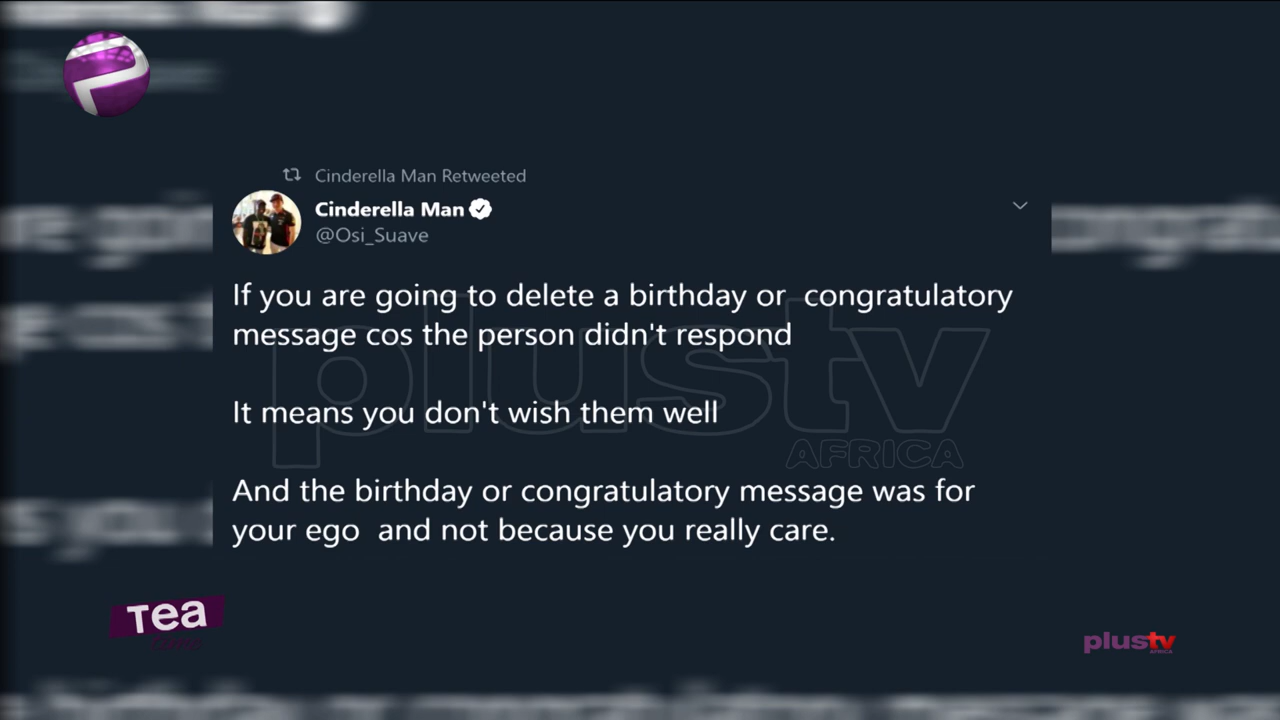 Cinderella Man Retweeted
Cinderella Man
@Osi_Suave
If you are going to delete a birthday or congratulatory
message cos the person didn't respond
It means you don't wish them well
And the birthday or congratulatory message was for
your ego and not because you really care.
plustv
AFRICA
Tea
plustv
AFRICA